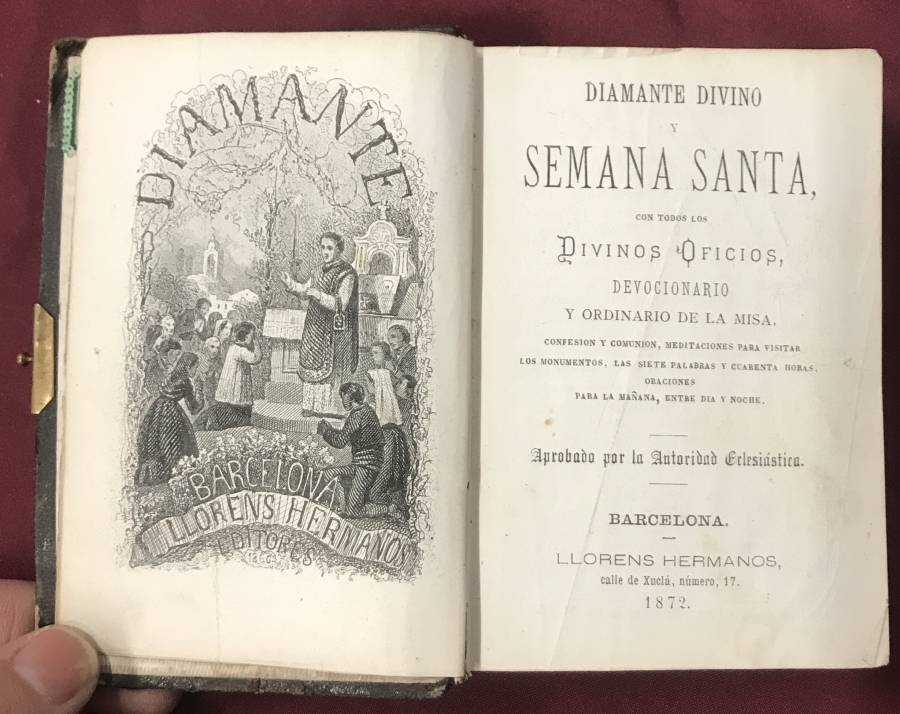 DIAMANTE
BARCELONA
LLORENS HERMANOS
EDITORES
DIAMANTE DIVINO
Y
SEMANA SANTA,
CON TODOS LOS
DIVINOS OFICIOS,
DEVOCIONARIO
Y ORDINARIO DE LA MISA,
CONFESION Y COMUNION, MEDITACIONES PARA VISITAR
LOS MONUMENTOS, LAS SIETE PALABRAS Y CUARENTA HORAS.
ORACIONES
PARA LA MAÑANA, ENTRE DIA Y NOCHE.
Aprobado por la Autoridad Eclesiástica.
BARCELONA.
LLORENS HERMANOS,
calle de Xuclá, número, 17.
1872.